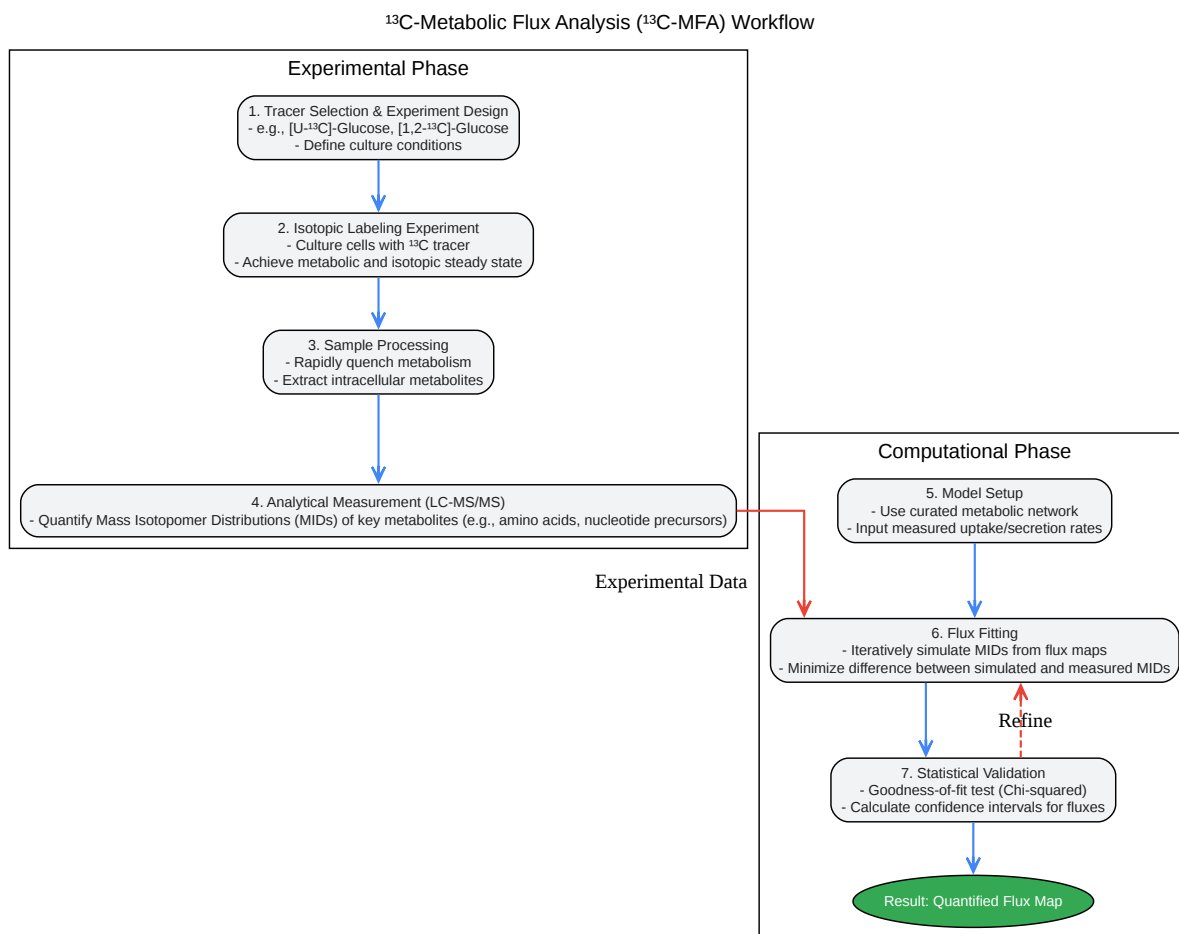 ¹³C-Metabolic Flux Analysis (¹³C-MFA) Workflow
Experimental Phase
1. Tracer Selection & Experiment Design
- e.g., [U-¹³C]-Glucose, [1,2-¹³C]-Glucose
- Define culture conditions
2. Isotopic Labeling Experiment
- Culture cells with ¹³C tracer
- Achieve metabolic and isotopic steady state
3. Sample Processing
- Rapidly quench metabolism
- Extract intracellular metabolites
4. Analytical Measurement (LC-MS/MS)
- Quantify Mass Isotopomer Distributions (MIDs) of key metabolites (e.g., amino acids, nucleotide precursors)
Experimental Data
Computational Phase
5. Model Setup
- Use curated metabolic network
- Input measured uptake/secretion rates
6. Flux Fitting
- Iteratively simulate MIDs from flux maps
- Minimize difference between simulated and measured MIDs
Refine
7. Statistical Validation
- Goodness-of-fit test (Chi-squared)
- Calculate confidence intervals for fluxes
Result: Quantified Flux Map